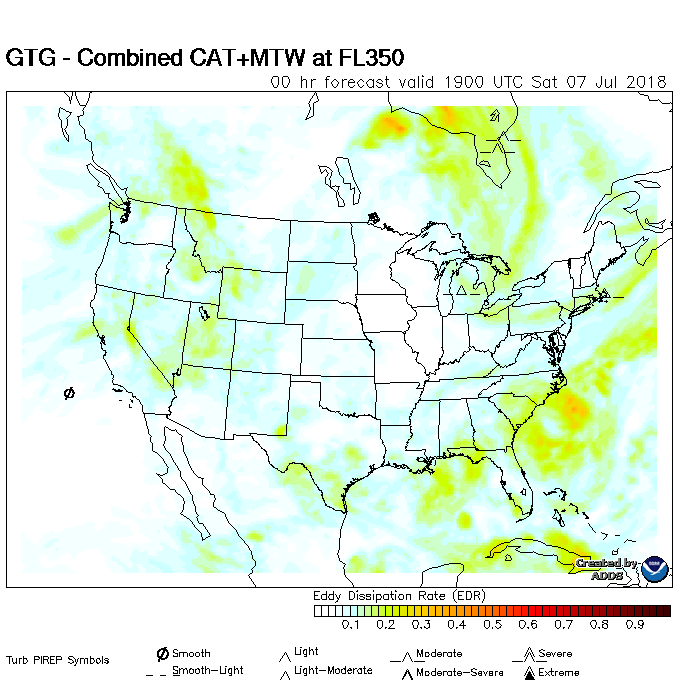 GTG - Combined CAT+MTW at FL350
00 hr forecast valid 1900 UTC Sat 07 Jul 2018
Created by
ADDS
NOAA
Eddy Dissipation Rate (EDR)
0.1 0.2 0.3 0.4 0.5 0.6 0.7 0.8 0.9
Turb PIREP Symbols
Smooth
Light
Moderate
Severe
Smooth-Light
Light-Moderate
Moderate-Severe
Extreme